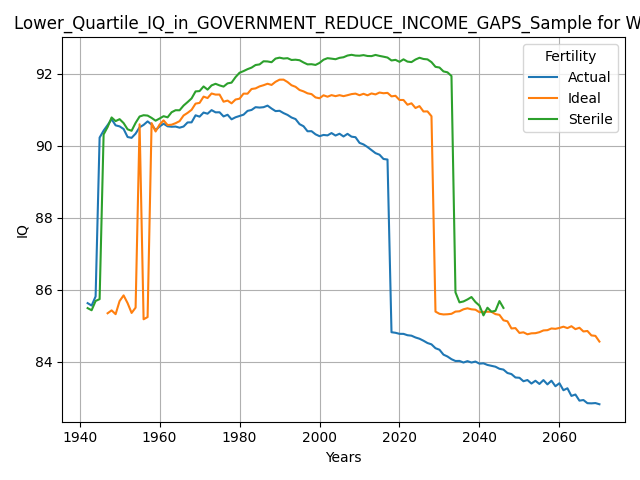 Lower_Quartile_IQ_in_GOVERNMENT_REDUCE_INCOME_GAPS_Sample for W
IQ
92
90
88
86
84
Fertility
Actual
Ideal
Sterile
1940 1960 1980 2000 2020 2040 2060
Years